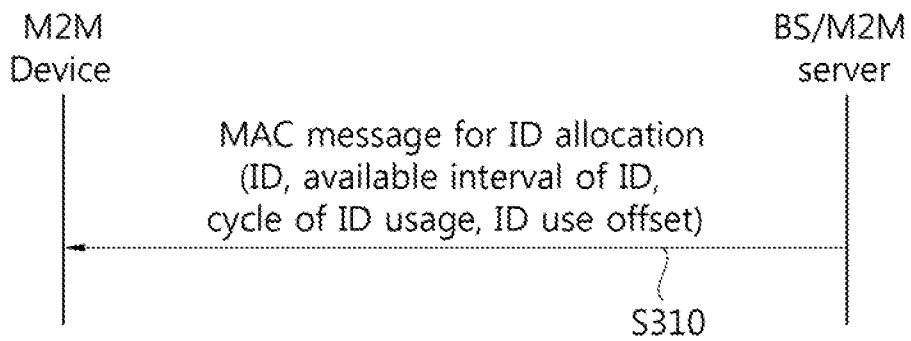 M2M
Device
BS/M2M
server
MAC message for ID allocation
(ID, available interval of ID,
cycle of ID usage, ID use offset)
S310